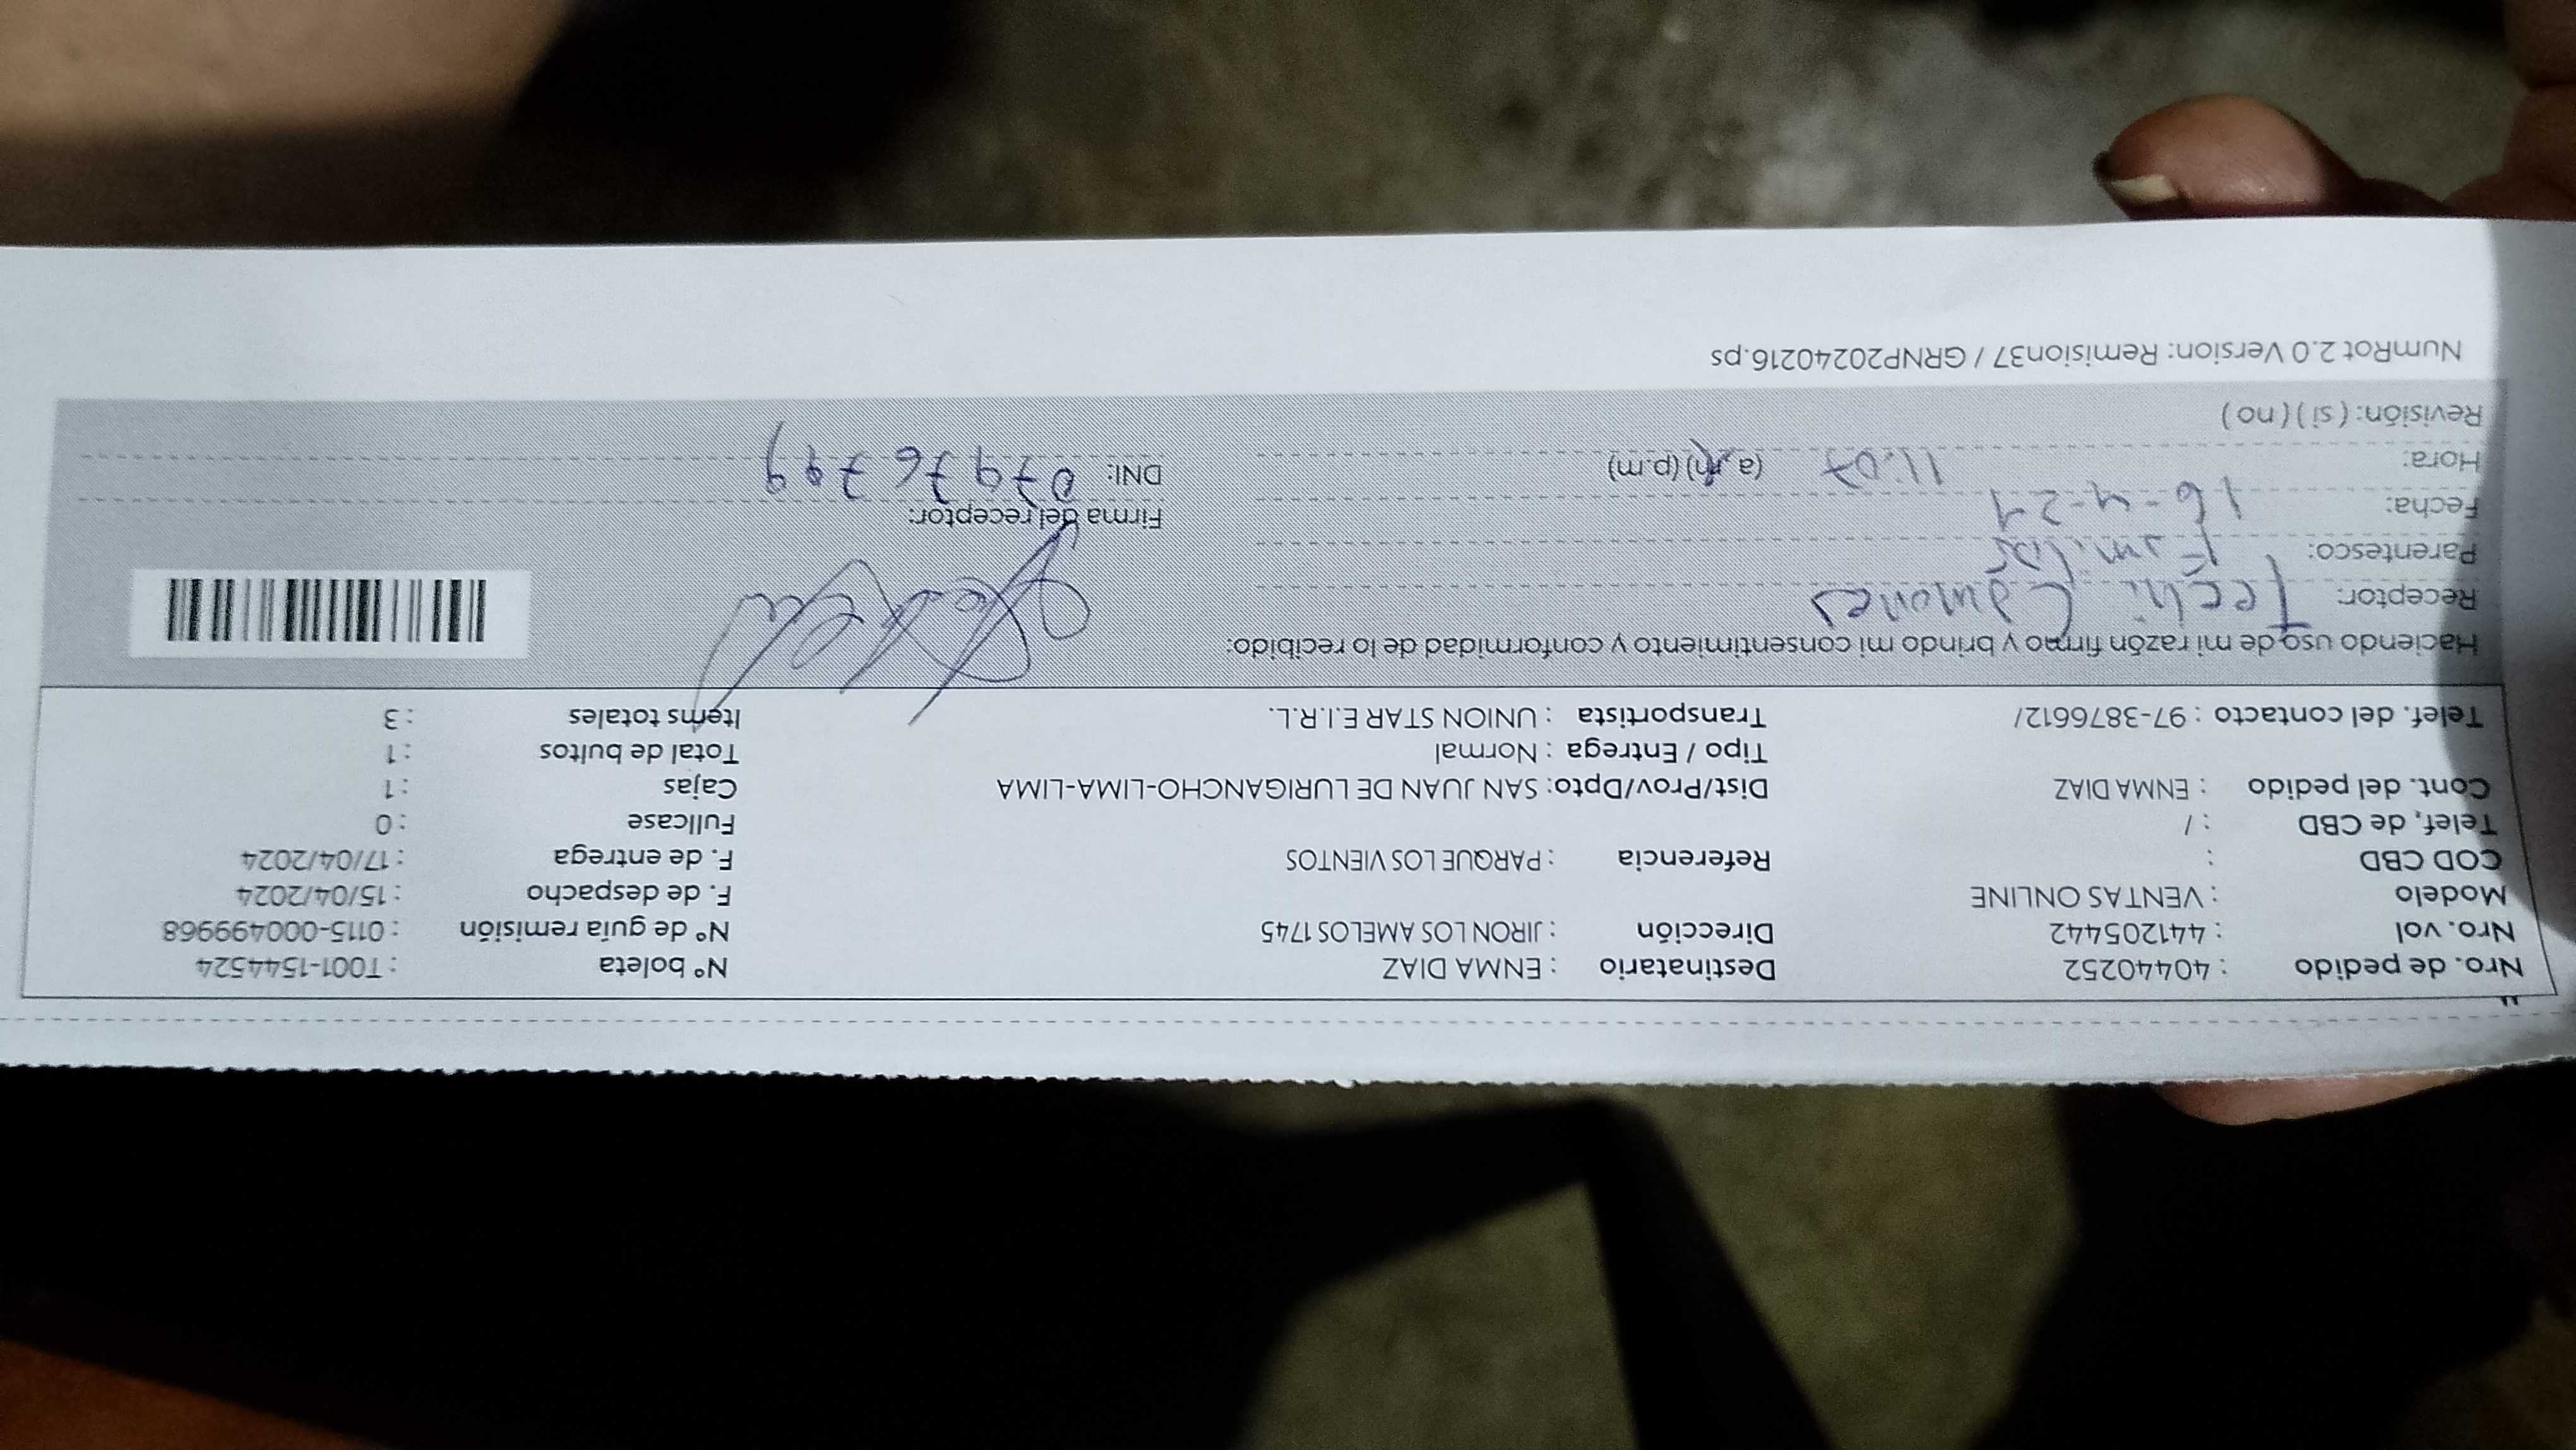 Nro. de pedido : 40440252 Destinatario : ENMA DIAZ N° boleta : T001-1544524
Nro. vol : 441205442 Dirección : JIRON LOS AMELOS 1745 N° de guía remisión : 0115-000499968
Modelo : VENTAS ONLINE F. de despacho : 15/04/2024
COD CBD : Referencia : PARQUE LOS VIENTOS F. de entrega : 17/04/2024
Telef, de CBD : / Fullcase : 0
Cont. del pedido : ENMA DIAZ Dist/Prov/Dpto: SAN JUAN DE LURIGANCHO-LIMA-LIMA Cajas : 1
Tipo / Entrega : Normal Total de bultos : 1
Telef. del contacto : 97-3876612/ Transportista : UNION STAR E.I.R.L. Items totales : 3
Haciendo uso de mi razón firmo y brindo mi consentimiento y conformidad de lo recibido:
Receptor:
Parentesco: Familiar
Fecha: 16-4-24 Firma del receptor:
Hora: 11:07 (a.m) (p.m) DNI: 07976799
Revisión: ( si ) ( no )
NumRot 2.0 Version: Remision37 / GRNP20240216.ps